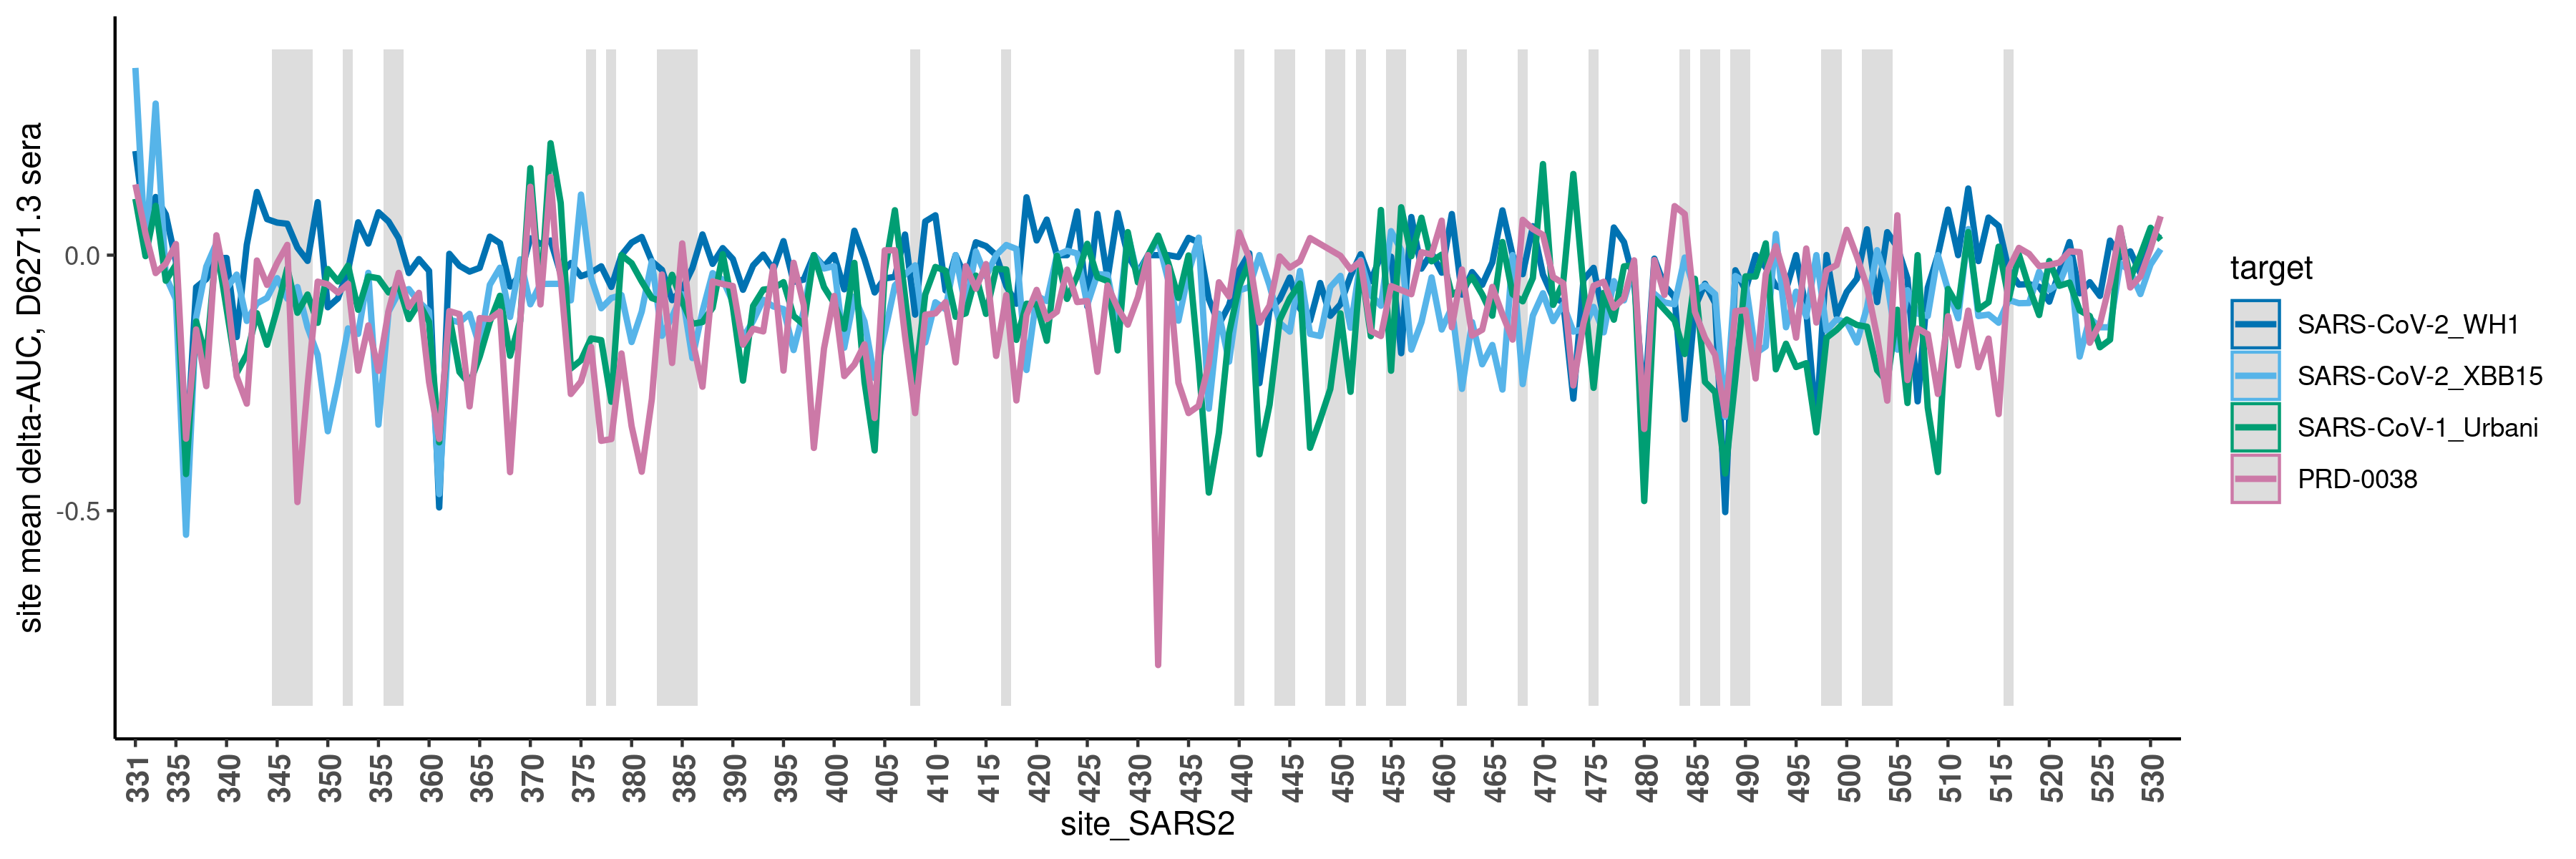 site mean delta-AUC, D6271.3 sera
0.0
-0.5
331 335 340 345 350 355 360 365 370 375 380 385 390 395 400 405 410 415 420 425 430 435 440 445 450 455 460 465 470 475 480 485 490 495 500 505 510 515 520 525 530
site_SARS2
target
SARS-CoV-2_WH1
SARS-CoV-2_XBB15
SARS-CoV-1_Urbani
PRD-0038